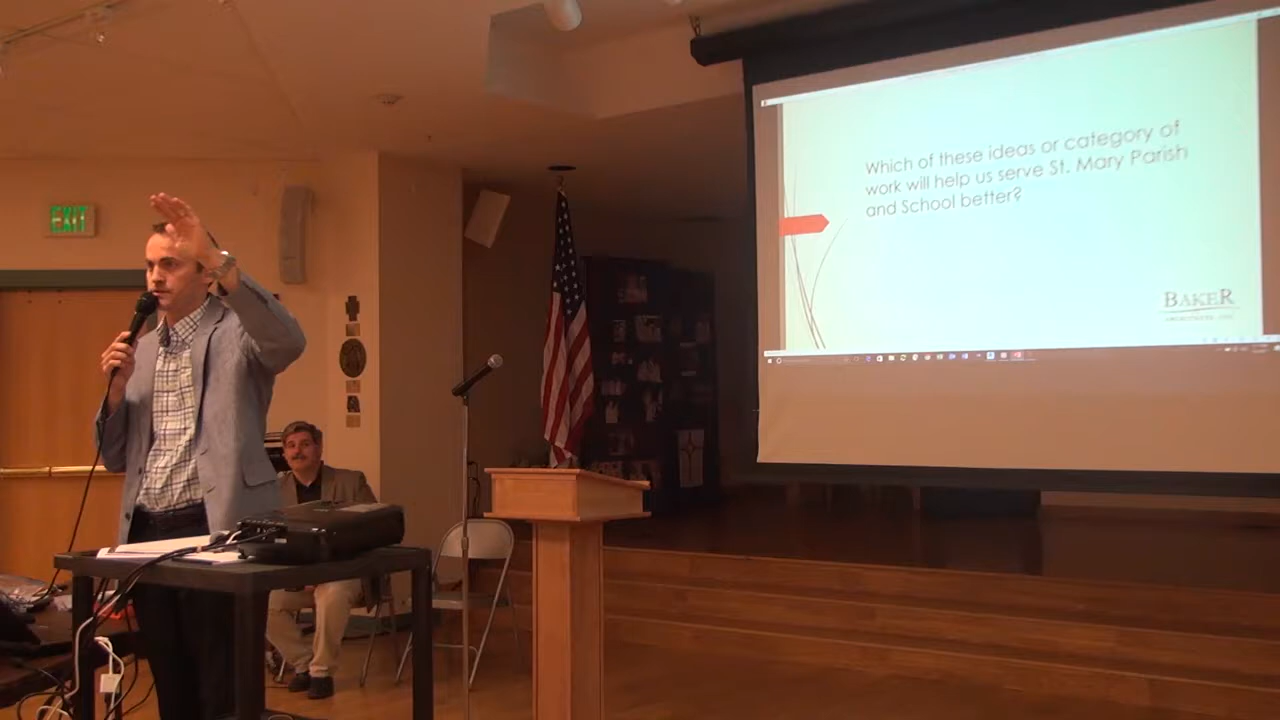 EXIT
Which of these ideas or category of
work will help us serve St. Mary Parish
and School better?
BAKER